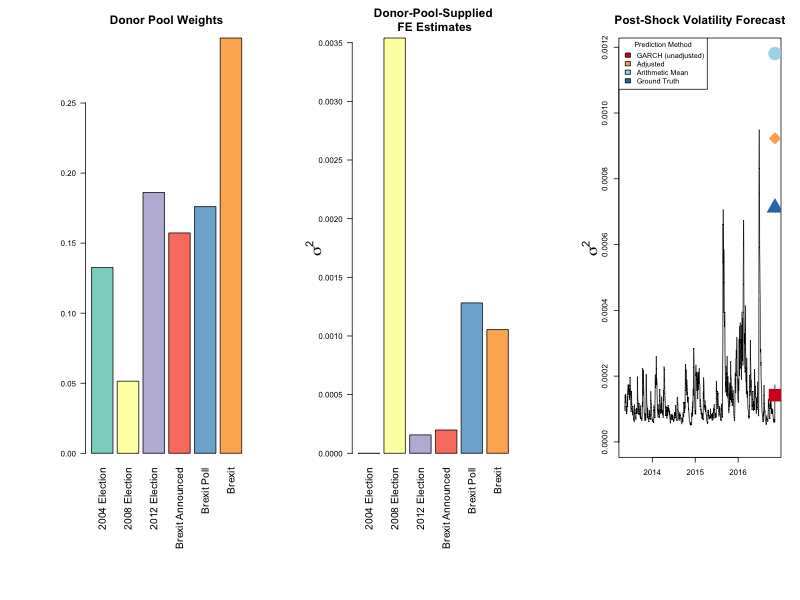 Donor Pool Weights
0.25
0.20
0.15
0.10
0.05
0.00
2004 Election
2008 Election
2012 Election
Brexit Announced
Brexit Poll
Brexit
Donor-Pool-Supplied
FE Estimates
σ2
0.0035
0.0030
0.0025
0.0020
0.0015
0.0010
0.0005
0.0000
2004 Election
2008 Election
2012 Election
Brexit Announced
Brexit Poll
Brexit
Post-Shock Volatility Forecast
σ2
0.0012
0.0010
0.0008
0.0006
0.0004
0.0002
0.0000
Prediction Method
GARCH (unadjusted)
Adjusted
Arithmetic Mean
Ground Truth
2014
2015
2016